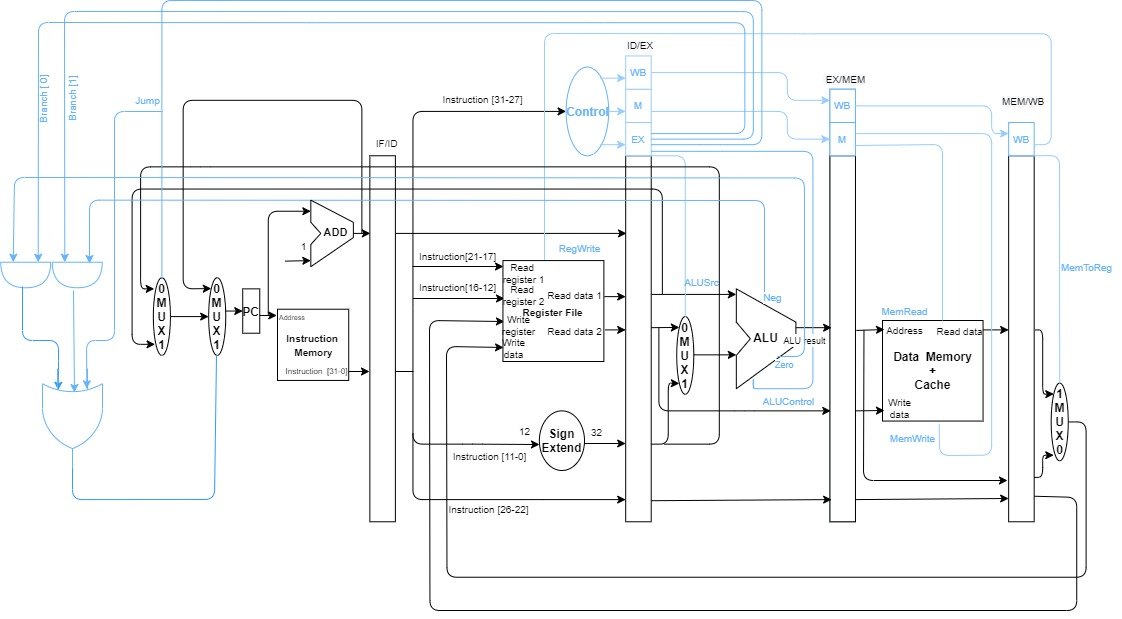 ID/EX
EX/MEM
MEM/WB
IF/ID
Branch [0]
Branch [1]
Jump
Instruction [31-27]
Control
WB
M
EX
WB
M
WB
ADD
1
Instruction[21-17]
Instruction[16-12]
RegWrite
Read
register 1
Read
register 2
Write
register
Write
data
Read data 1
Register File
Read data 2
0
M
U
X
1
0
M
U
X
1
PC
Address
Instruction
Memory
Instruction [31-0]
ALUSrc
0
M
U
X
1
Neg
ALU
ALU result
Zero
ALUControl
MemRead
Address
Read data
Data Memory
+
Cache
Write
data
MemWrite
MemToReg
1
M
U
X
0
12
Sign
Extend
32
Instruction [11-0]
Instruction [26-22]